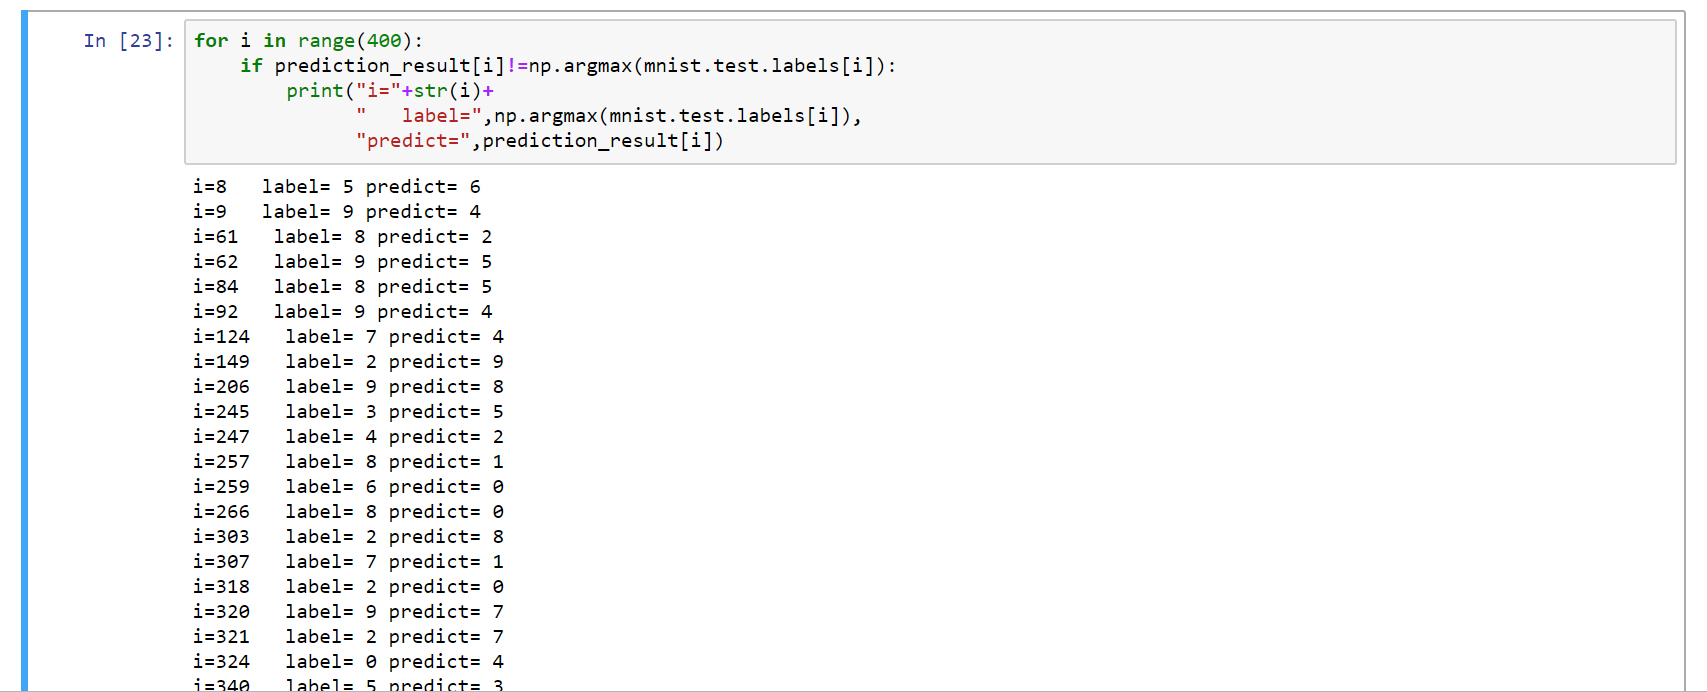 In [23]: for i in range(400):
    if prediction_result[i]!=np.argmax(mnist.test.labels[i]):
        print("i="+str(i)+
              "   label=",np.argmax(mnist.test.labels[i]),
              "predict=",prediction_result[i])
i=8   label= 5 predict= 6
i=9   label= 9 predict= 4
i=61   label= 8 predict= 2
i=62   label= 9 predict= 5
i=84   label= 8 predict= 5
i=92   label= 9 predict= 4
i=124   label= 7 predict= 4
i=149   label= 2 predict= 9
i=206   label= 9 predict= 8
i=245   label= 3 predict= 5
i=247   label= 4 predict= 2
i=257   label= 8 predict= 1
i=259   label= 6 predict= 0
i=266   label= 8 predict= 0
i=303   label= 2 predict= 8
i=307   label= 7 predict= 1
i=318   label= 2 predict= 0
i=320   label= 9 predict= 7
i=321   label= 2 predict= 7
i=324   label= 0 predict= 4
i=340   label= 5 predict= 3